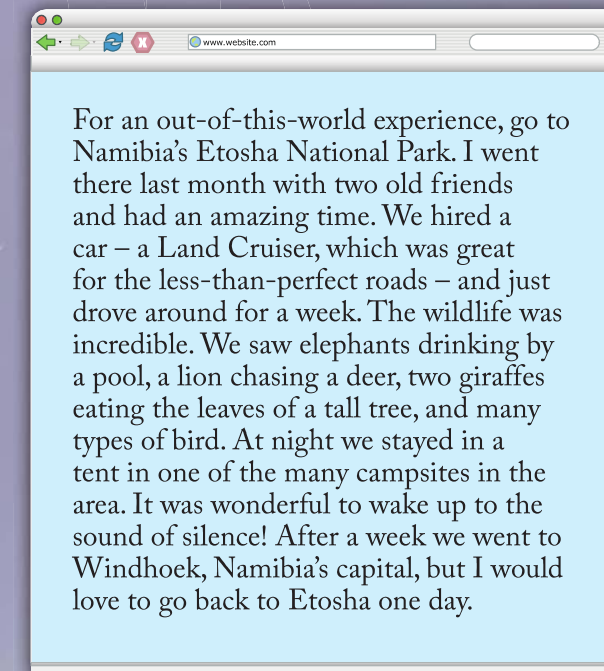 www.website.com
For an out-of-this-world experience, go to
Namibia’s Etosha National Park. I went
there last month with two old friends
and had an amazing time. We hired a
car – a Land Cruiser, which was great
for the less-than-perfect roads – and just
drove around for a week. The wildlife was
incredible. We saw elephants drinking by
a pool, a lion chasing a deer, two giraffes
eating the leaves of a tall tree, and many
types of bird. At night we stayed in a
tent in one of the many campsites in the
area. It was wonderful to wake up to the
sound of silence! After a week we went to
Windhoek, Namibia’s capital, but I would
love to go back to Etosha one day.